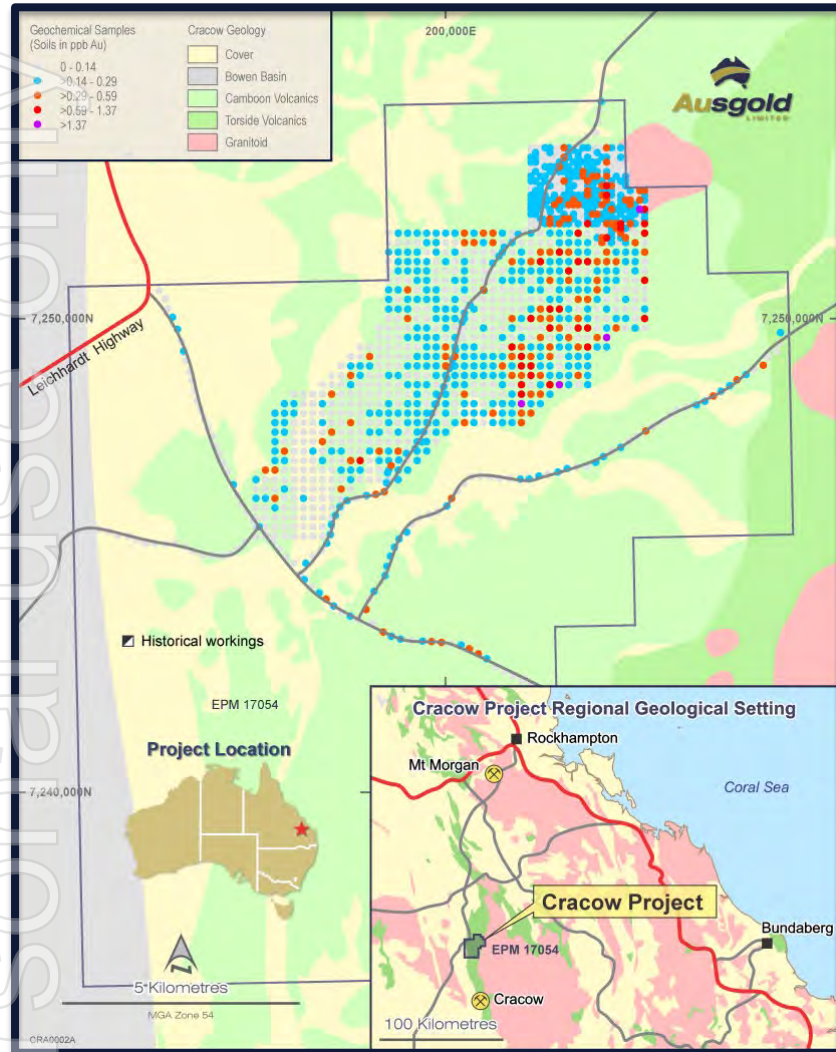 Geochemical Samples
(Soils in ppb Au)
0 - 0.14
>0.14 - 0.29
>0.29 - 0.59
>0.59 - 1.37
>1.37
Cracow Geology
Cover
Bowen Basin
Camboon Volcanics
Torside Volcanics
Granitoid
200,000E
Ausgold
LIMITED
7,250,000N
7,250,000N
Leichhardt Highway
Historical workings
EPM 17054
Project Location
7,240,000N
N
5 Kilometres
MGA Zone 54
CRA0002A
Cracow Project Regional Geological Setting
Rockhampton
Mt Morgan
Coral Sea
Cracow Project
EPM 17054
Bundaberg
Cracow
100 Kilometres